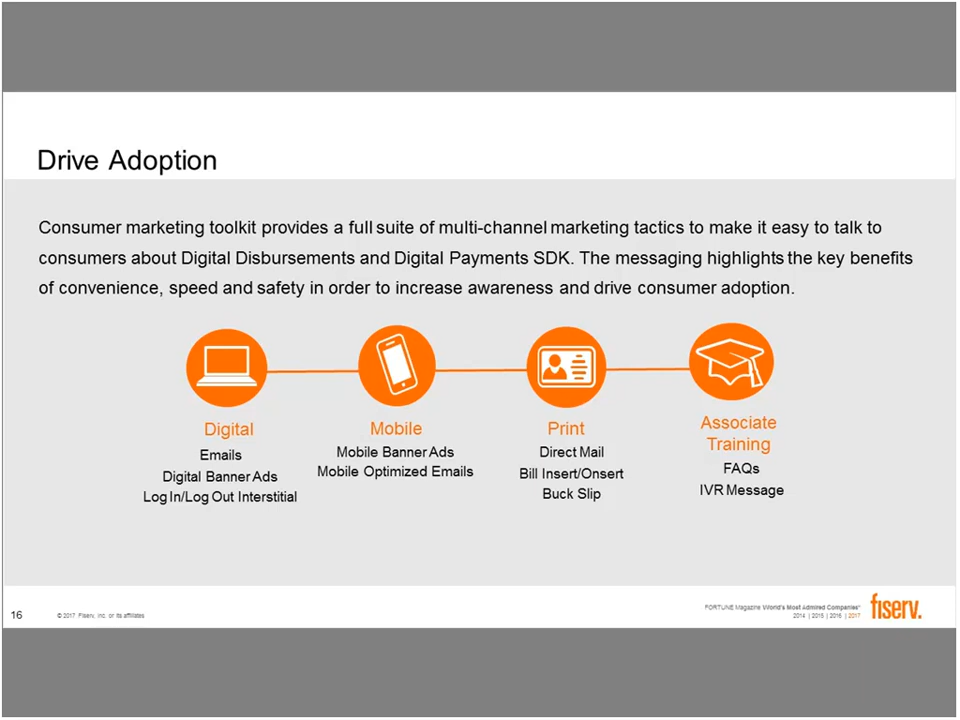 Drive Adoption
Consumer marketing toolkit provides a full suite of multi-channel marketing tactics to make it easy to talk to
consumers about Digital Disbursements and Digital Payments SDK. The messaging highlights the key benefits
of convenience, speed and safety in order to increase awareness and drive consumer adoption.
Digital
Emails
Digital Banner Ads
Log In/Log Out Interstitial
Mobile
Mobile Banner Ads
Mobile Optimized Emails
Print
Direct Mail
Bill Insert/Onsert
Buck Slip
Associate
Training
FAQs
IVR Message
16
© 2017 Fiserv, Inc. or its affiliates
FORTUNE Magazine World's Most Admired Companies®
2014 | 2015 | 2016 | 2017
fiserv.